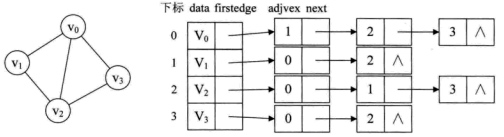 下标 data firstedge adjvex next
V0
V1
V2
V3
0 V0 1 2 3 ∧
1 V1 0 2 ∧
2 V2 0 1 3 ∧
3 V3 0 2 ∧